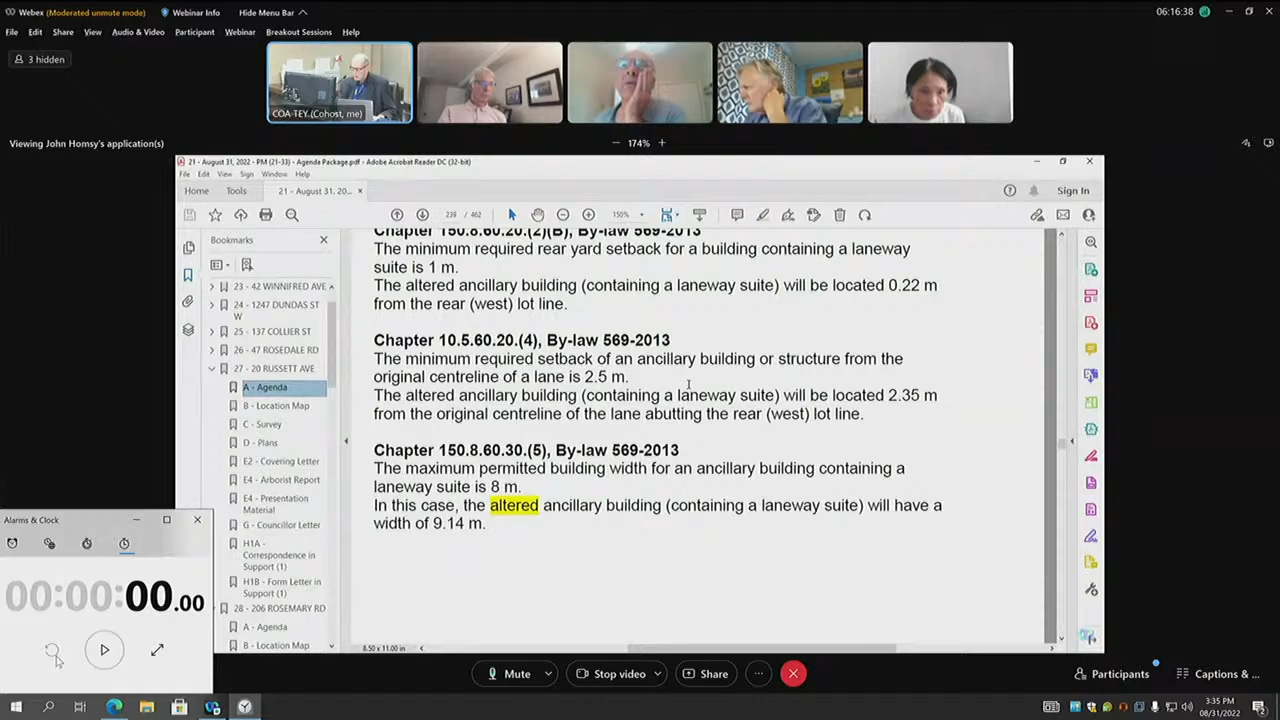 Webex (Moderated unmute mode) Webinar Info Hide Menu Bar 06:16:38
File Edit Share View Audio & Video Participant Webinar Breakout Sessions Help
3 hidden
COA TEY (Cohost, me)
Viewing John Homsy's application(s) 174%
21 - August 31, 2022 - PM (21-33) - Agenda Package.pdf - Adobe Acrobat Reader DC (32-bit)
File Edit View Sign Window Help
Home Tools 21 - August 31, 20... Sign In
239 / 462 150%
Bookmarks
23 - 42 WINNIFRED AVE
24 - 1247 DUNDAS ST
W
25 - 137 COLLIER ST
26 - 47 ROSEDALE RD
27 - 20 RUSSETT AVE
A - Agenda
B - Location Map
C - Survey
D - Plans
E2 - Covering Letter
E4 - Arborist Report
E4 - Presentation
Material
G - Councillor Letter
H1A -
Correspondence in
Support (1)
H1B - Form Letter in
Support (1)
28 - 206 ROSEMARY RD
A - Agenda
B - Location Map
Chapter 150.8.60.20.(2)(B), By-law 569-2013
The minimum required rear yard setback for a building containing a laneway
suite is 1 m.
The altered ancillary building (containing a laneway suite) will be located 0.22 m
from the rear (west) lot line.
Chapter 10.5.60.20.(4), By-law 569-2013
The minimum required setback of an ancillary building or structure from the
original centreline of a lane is 2.5 m.
The altered ancillary building (containing a laneway suite) will be located 2.35 m
from the original centreline of the lane abutting the rear (west) lot line.
Chapter 150.8.60.30.(5), By-law 569-2013
The maximum permitted building width for an ancillary building containing a
laneway suite is 8 m.
In this case, the altered ancillary building (containing a laneway suite) will have a
width of 9.14 m.
8.50 x 11.00 in
Alarms & Clock
00:00:00.00
Mute Stop video Share Participants Captions & ...
3:35 PM
08/31/2022